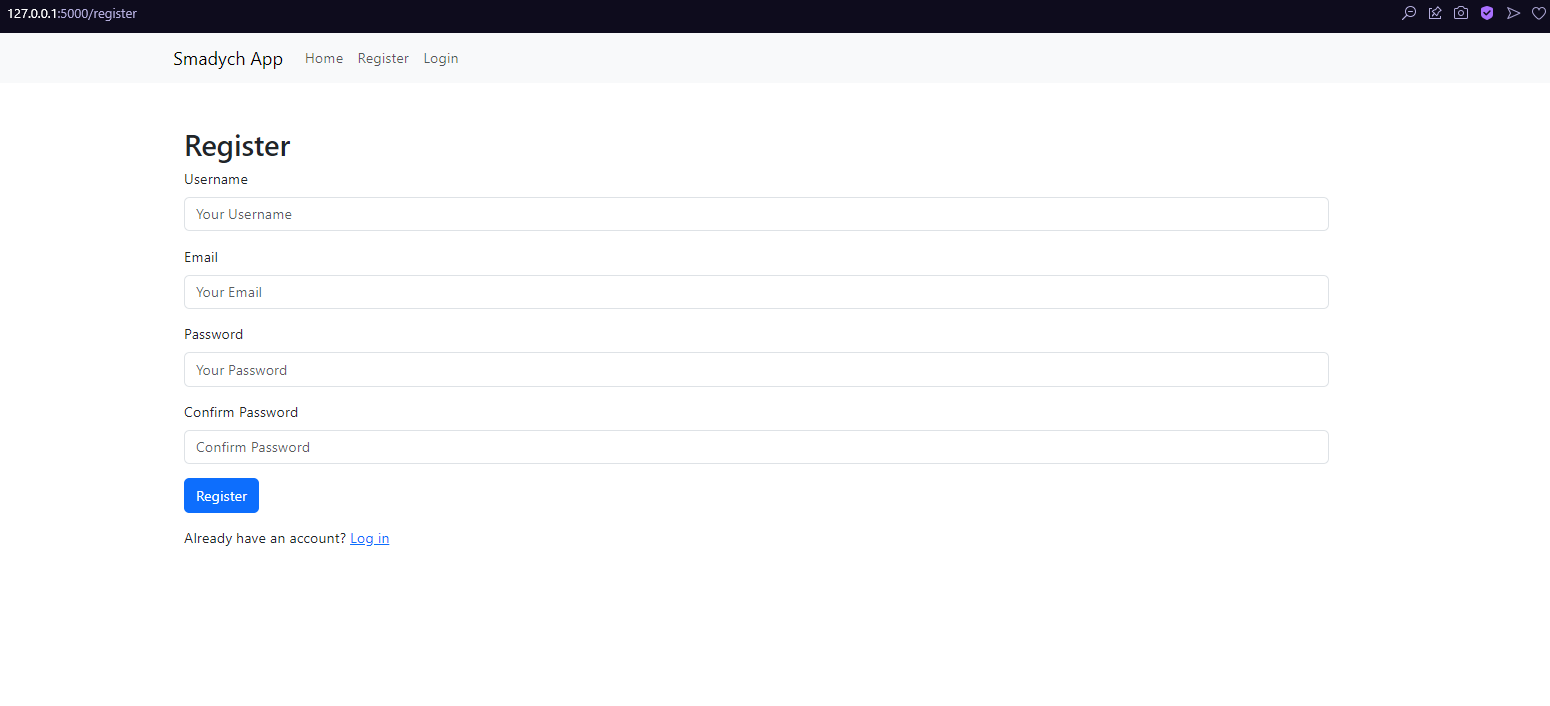 127.0.0.1:5000/register
Smadych App Home Register Login
Register
Username
Your Username
Email
Your Email
Password
Your Password
Confirm Password
Confirm Password
Register
Already have an account? Log in